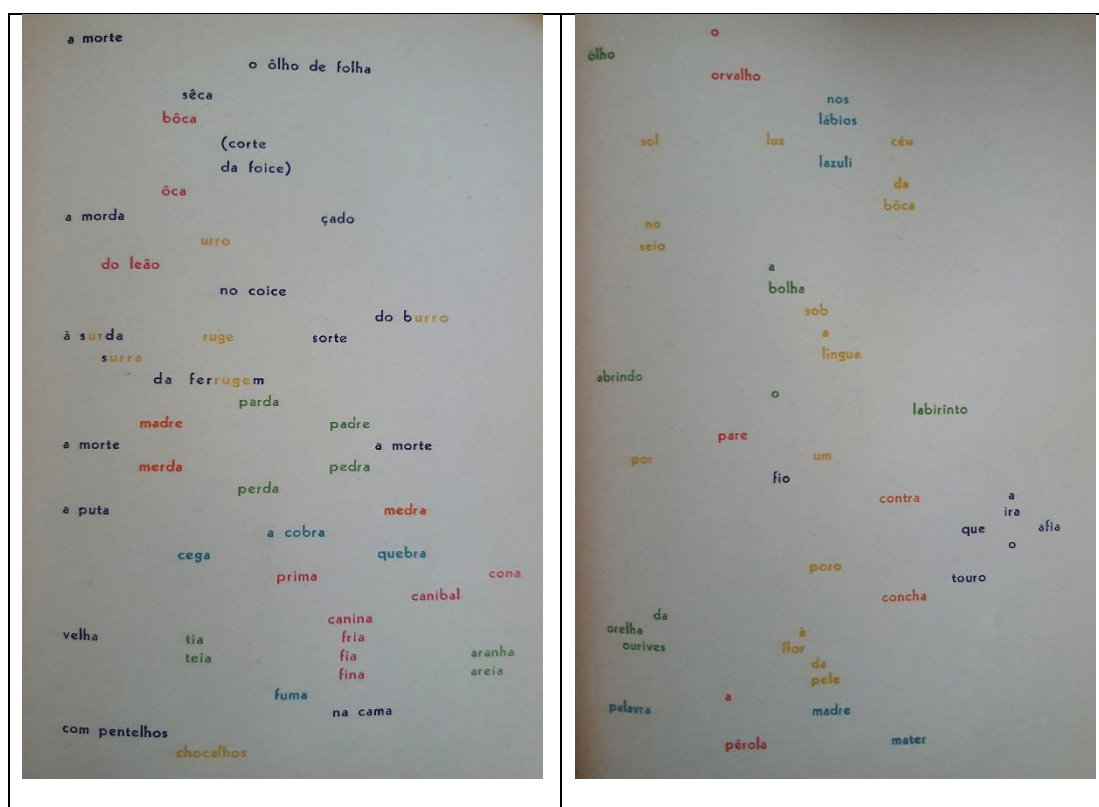 a morte
o ôlho de folha
sêca
bôca
(corte
da foice)
ôca
a morda çado
urro
do leão
no coice
do burro
à surda ruge sorte
surra
da ferrugem
parda
madre padre
a morte a morte
merda pedra
perda
a puta medra
a cobra
cega quebra
prima cona
canibal
canina
velha tia fria
teia fia aranha
fina areia
fuma
na cama
com pentelhos
chocalhos
o
ôlho
orvalho
nos
lábios
sol luz céu
lazuli
da
bôca
no
seio
a
bolha
sob
a
língua
abrindo
o
labirinto
pare
por um
fio
contra a
ira
que afia
o
poro
touro
concha
da
orelha à
ourives flor
da
pele
a
palavra madre
pérola mater